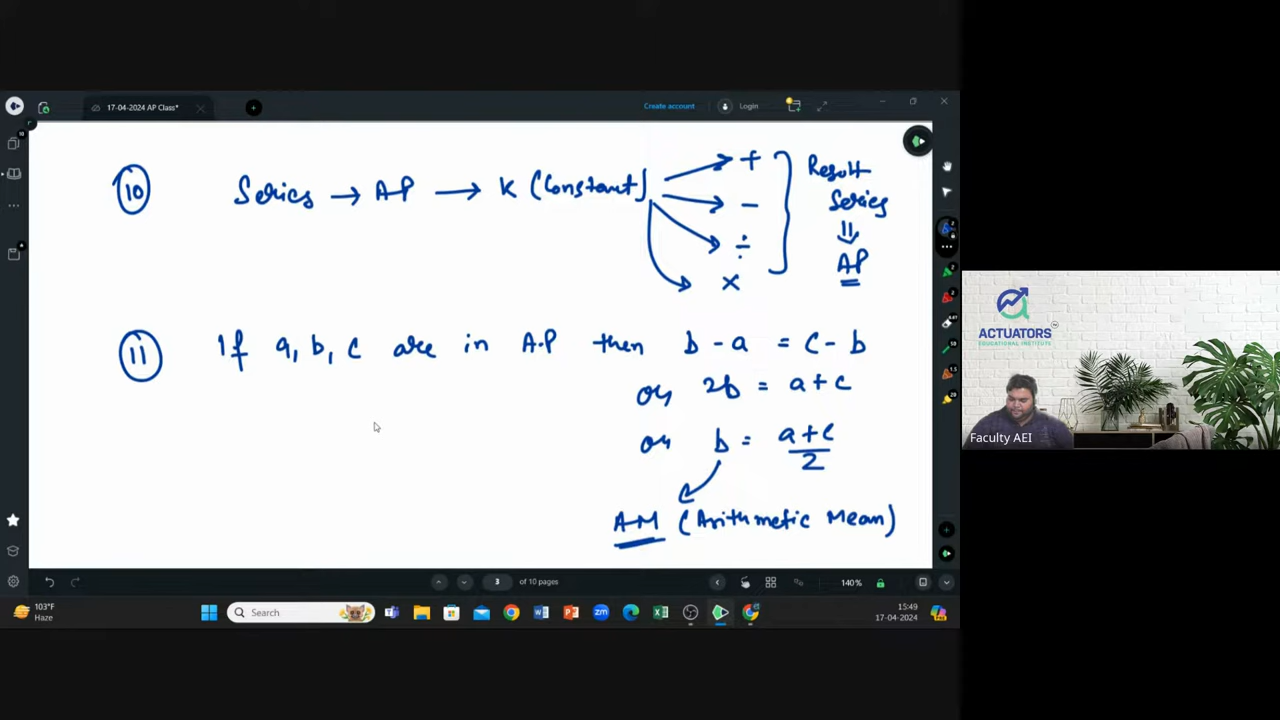 17-04-2024 AP Class*
Create account
Login
10 Series → AP → K (Constant)
+
-
÷
×
Result
Series
⇓
AP
11 If a, b, c are in A.P then b - a = c - b
or 2b = a + c
or b = a+c/2
A.M (Arithmetic Mean)
3 of 10 pages
140%
103°F
Haze
Search
15:49
17-04-2024
ACTUATORS
EDUCATIONAL INSTITUTE
Faculty AEI